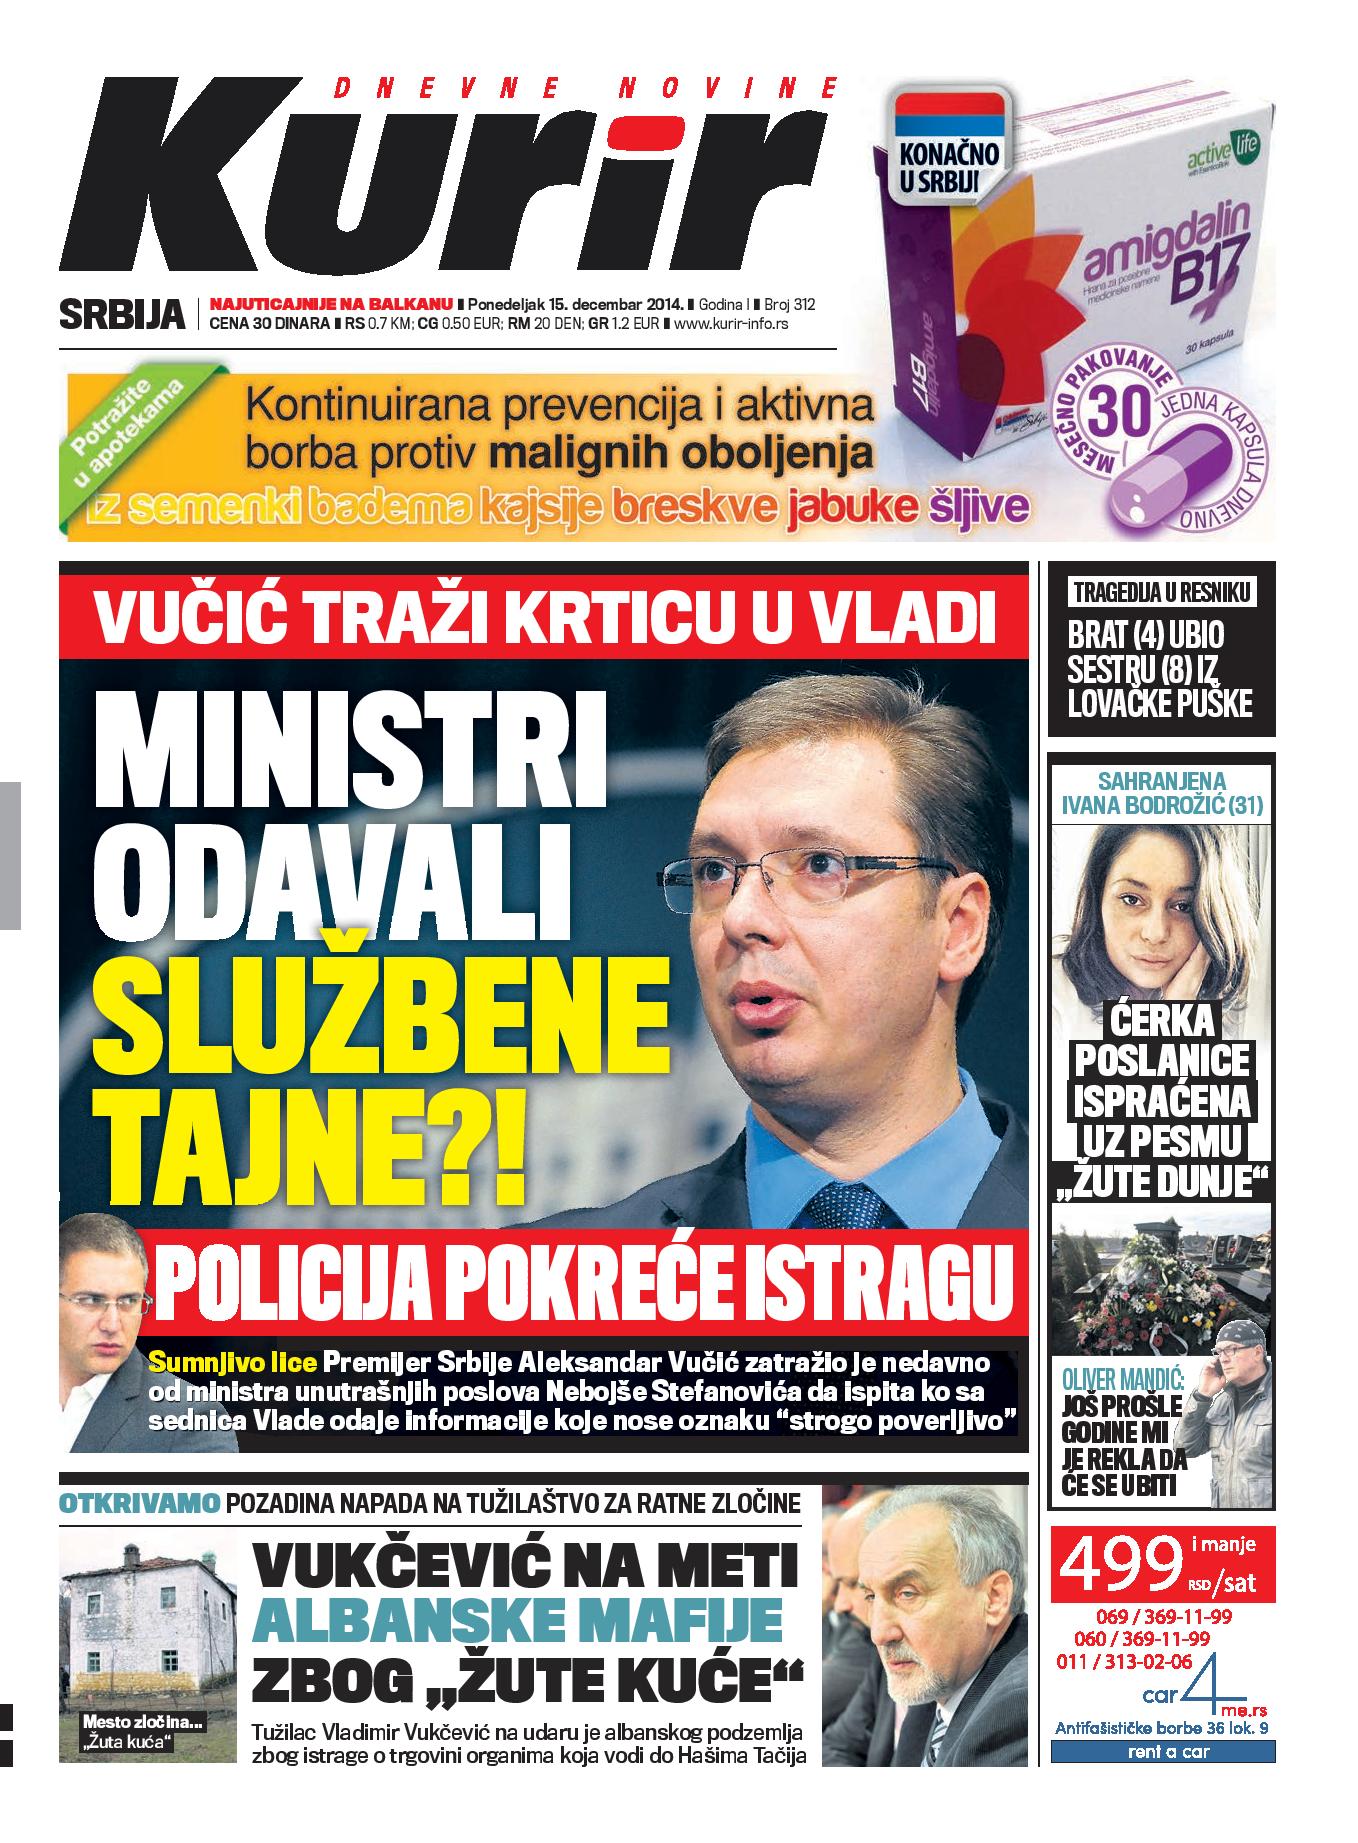 DNEVNE NOVINE
Kurir
SRBIJA
NAJUTICAJNIJE NA BALKANU ▮ Ponedeljak 15. decembar 2014. ▮ Godina I ▮ Broj 312
CENA 30 DINARA ▮ RS 0.7 KM; CG 0.50 EUR; RM 20 DEN; GR 1.2 EUR ▮ www.kurir-info.rs
KONAČNO
U SRBIJI
active life
amigdalin
B17
Hrana za posebne
medicinske namene
30 kapsula
amigdalin
B17
MESEČNO PAKOVANJE
30
JEDNA KAPSULA DNEVNO
Potražite
u apotekama
Kontinuirana prevencija i aktivna
borba protiv malignih oboljenja
iz semenki badema kajsije breskve jabuke šljive
VUČIĆ TRAŽI KRTICU U VLADI
MINISTRI
ODAVALI
SLUŽBENE
TAJNE?!
POLICIJA POKREĆE ISTRAGU
Sumnjivo lice Premijer Srbije Aleksandar Vučić zatražio je nedavno
od ministra unutrašnjih poslova Nebojše Stefanovića da ispita ko sa
sednica Vlade odaje informacije koje nose oznaku “strogo poverljivo”
TRAGEDIJA U RESNIKU
BRAT (4) UBIO
SESTRU (8) IZ
LOVAČKE PUŠKE
SAHRANJENA
IVANA BODROŽIĆ (31)
ĆERKA
POSLANICE
ISPRAĆENA
UZ PESMU
„ŽUTE DUNJE“
OLIVER MANDIĆ:
JOŠ PROŠLE
GODINE MI
JE REKLA DA
ĆE SE UBITI
OTKRIVAMO POZADINA NAPADA NA TUŽILAŠTVO ZA RATNE ZLOČINE
VUKČEVIĆ NA METI
ALBANSKE MAFIJE
ZBOG „ŽUTE KUĆE“
Tužilac Vladimir Vukčević na udaru je albanskog podzemlja
zbog istrage o trgovini organima koja vodi do Hašima Tačija
Mesto zločina...
„Žuta kuća“
499 i manje
RSD/sat
069 / 369-11-99
060 / 369-11-99
011 / 313-02-06
car4me.rs
Antifašističke borbe 36 lok. 9
rent a car